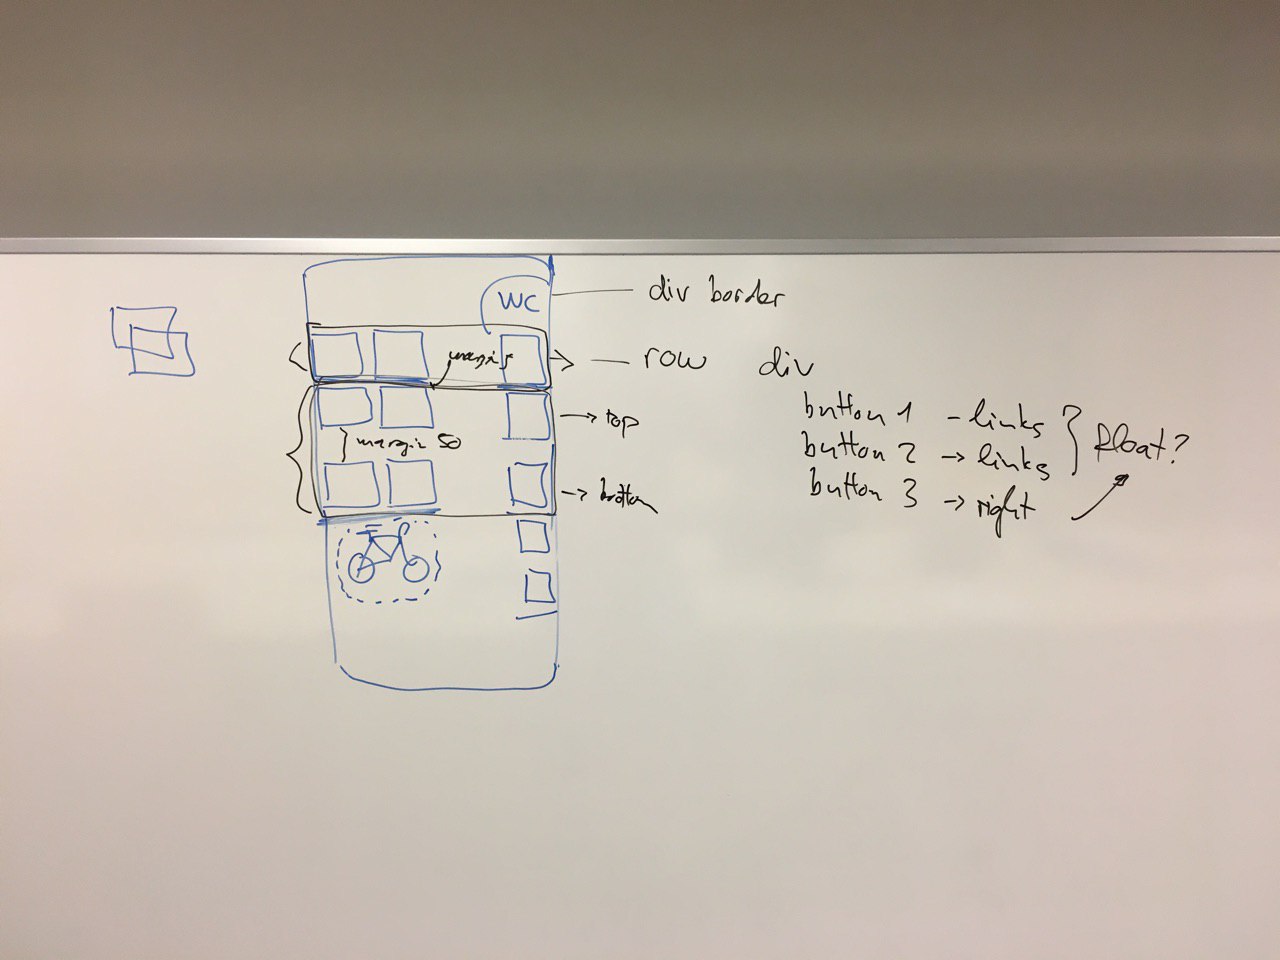 WC
div border
margin 5
row div
button 1 - links
top
float?
margin 50
button 2 → links
button 3 → right
→ bottom